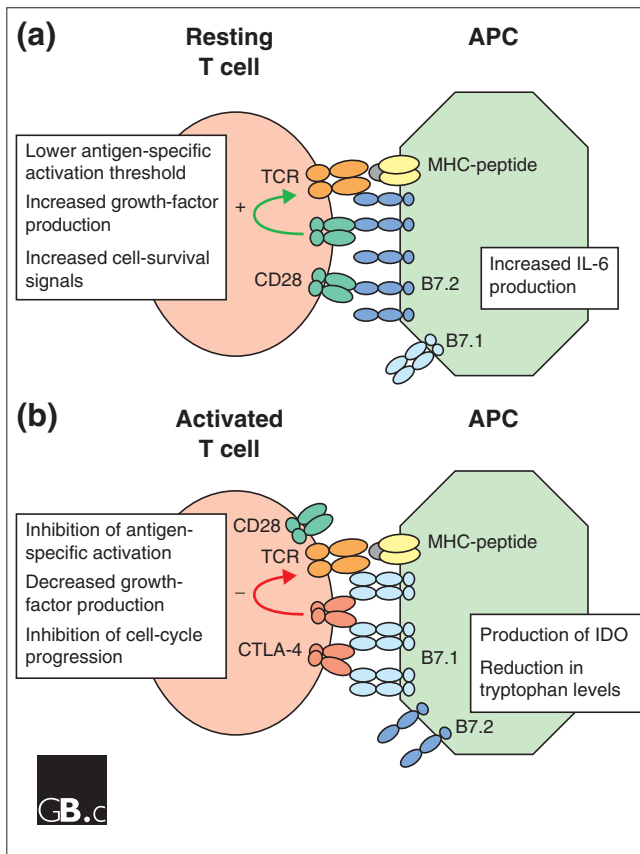 (a)
Resting
T cell
APC
Lower antigen-specific
activation threshold
Increased growth-factor
production
Increased cell-survival
signals
+
TCR
MHC-peptide
CD28
B7.2
Increased IL-6
production
B7.1
(b)
Activated
T cell
APC
CD28
TCR
MHC-peptide
Inhibition of antigen-
specific activation
Decreased growth-
factor production
Inhibition of cell-cycle
progression
–
CTLA-4
B7.1
Production of IDO
Reduction in
tryptophan levels
B7.2
GB.c